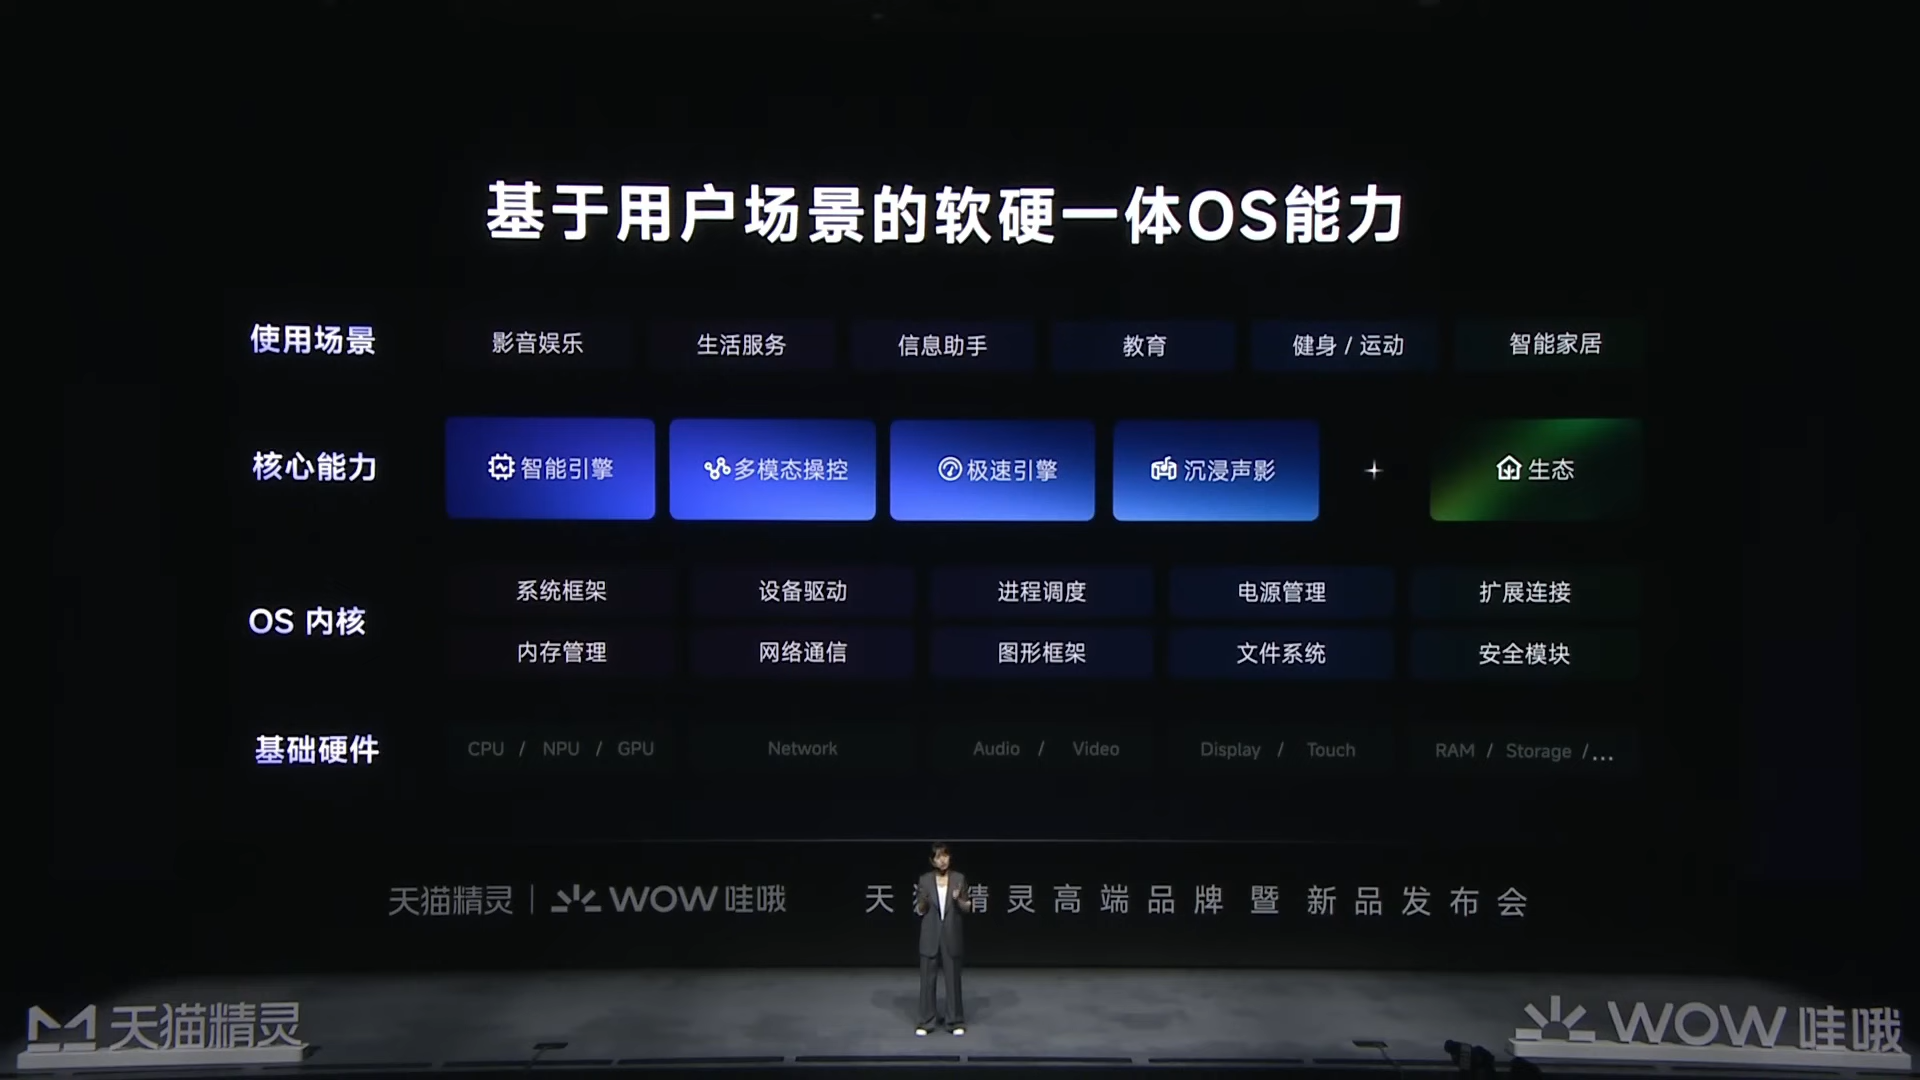 基于用户场景的软硬一体OS能力
使用场景 影音娱乐 生活服务 信息助手 教育 健身 / 运动 智能家居
核心能力 智能引擎 多模态操控 极速引擎 沉浸声影 + 生态
OS 内核
系统框架 设备驱动 进程调度 电源管理 扩展连接
内存管理 网络通信 图形框架 文件系统 安全模块
基础硬件 CPU / NPU / GPU Network Audio / Video Display / Touch RAM / Storage /...
天猫精灵 | WOW哇哦 天 精灵高端品牌 暨 新品发布会
天猫精灵
WOW哇哦